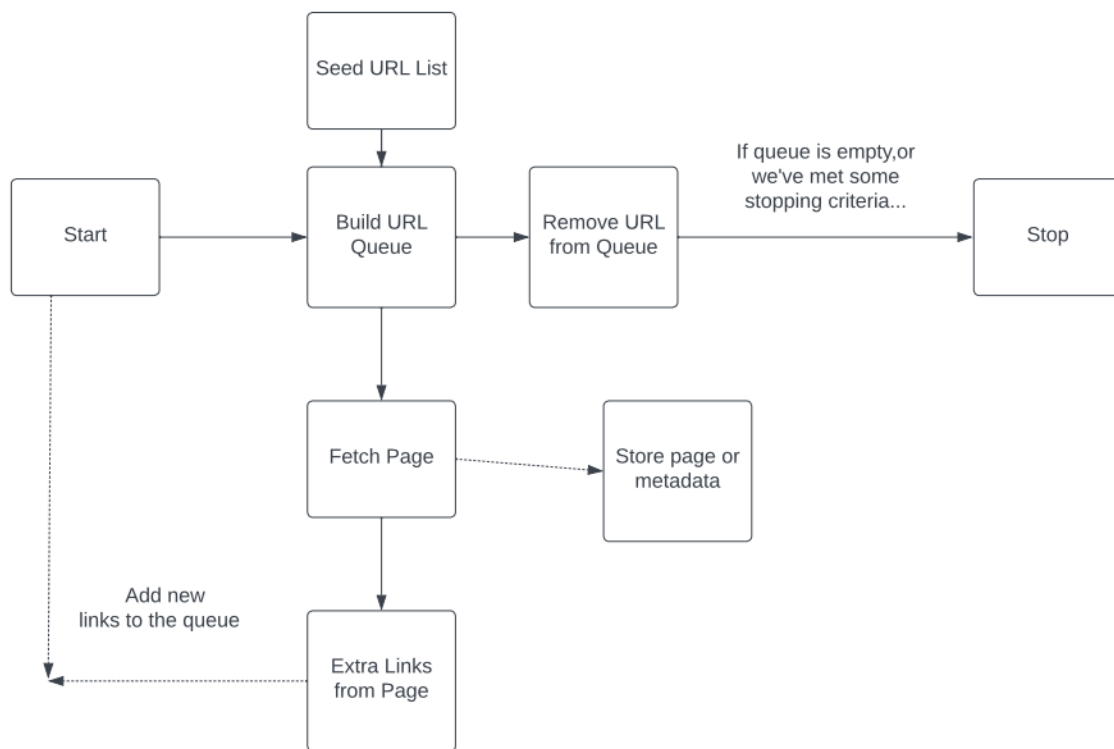 Seed URL List
If queue is empty,or
we've met some
stopping criteria...
Start
Build URL
Queue
Remove URL
from Queue
Stop
Fetch Page
Store page or
metadata
Add new
links to the queue
Extra Links
from Page